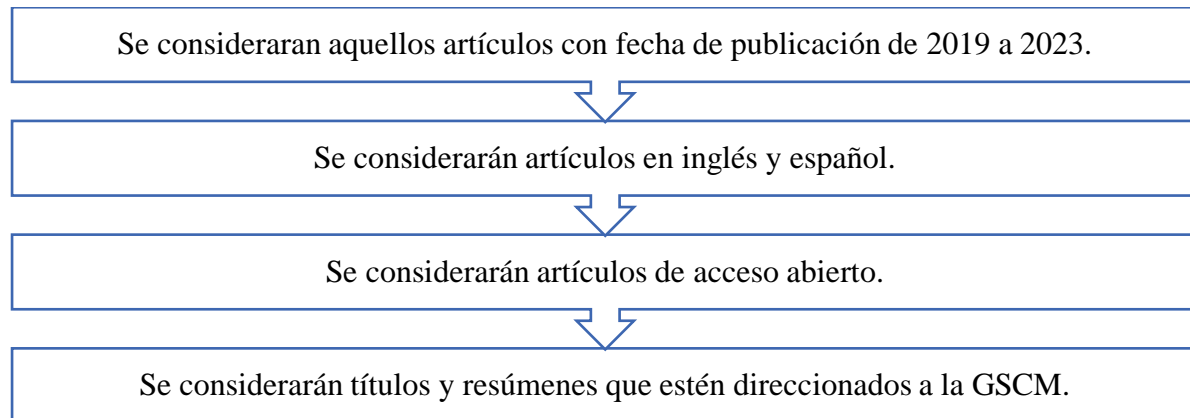 Se consideraran aquellos artículos con fecha de publicación de 2019 a 2023.
Se considerarán artículos en inglés y español.
Se considerarán artículos de acceso abierto.
Se considerarán títulos y resúmenes que estén direccionados a la GSCM.